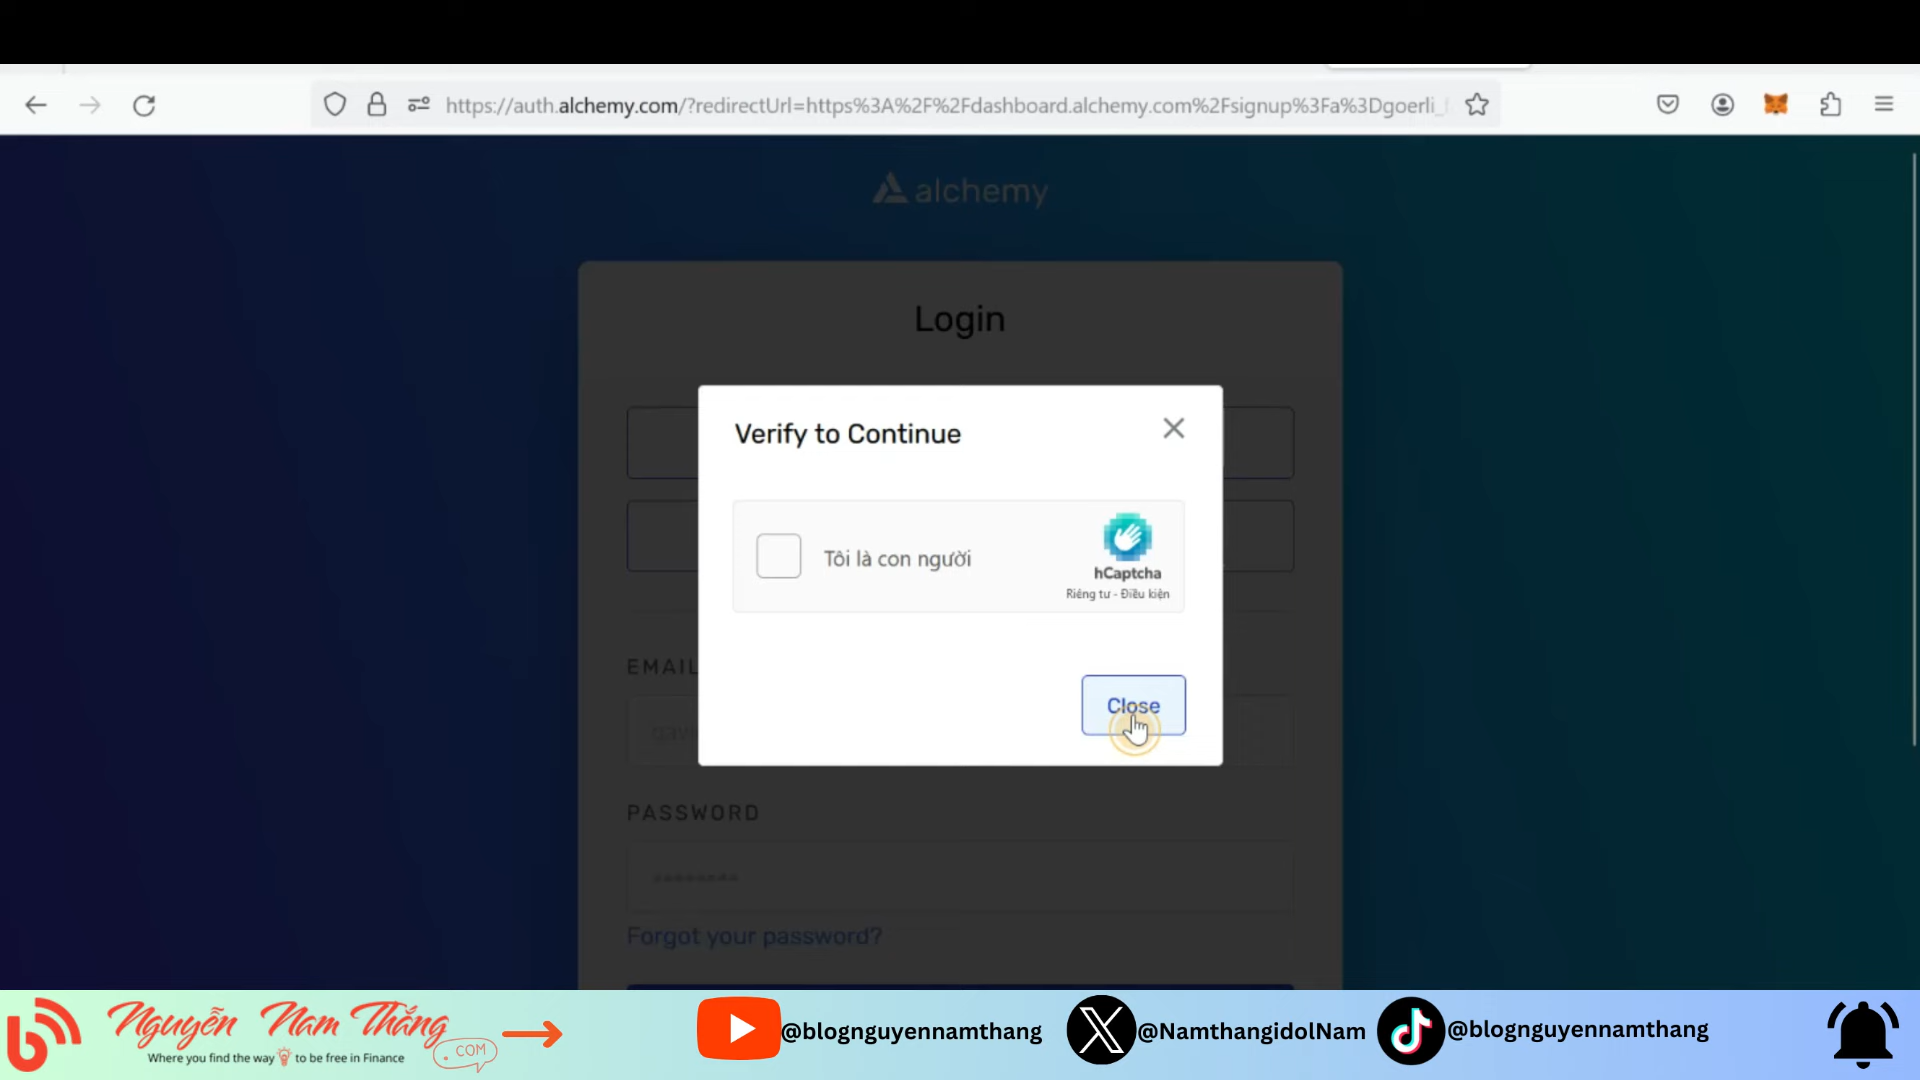 https://auth.alchemy.com/?redirectUrl=https%3A%2F%2Fdashboard.alchemy.com%2Fsignup%3Fa%3Dgoerli_
alchemy
Login
Verify to Continue
Tôi là con người
hCaptcha
Riêng tư - Điều kiện
EMAIL
Close
PASSWORD
••••••••
Forgot your password?
Nguyễn Nam Thắng
.COM
Where you find the way to be free in Finance
@blognguyennamthang
@NamthangidolNam
@blognguyennamthang